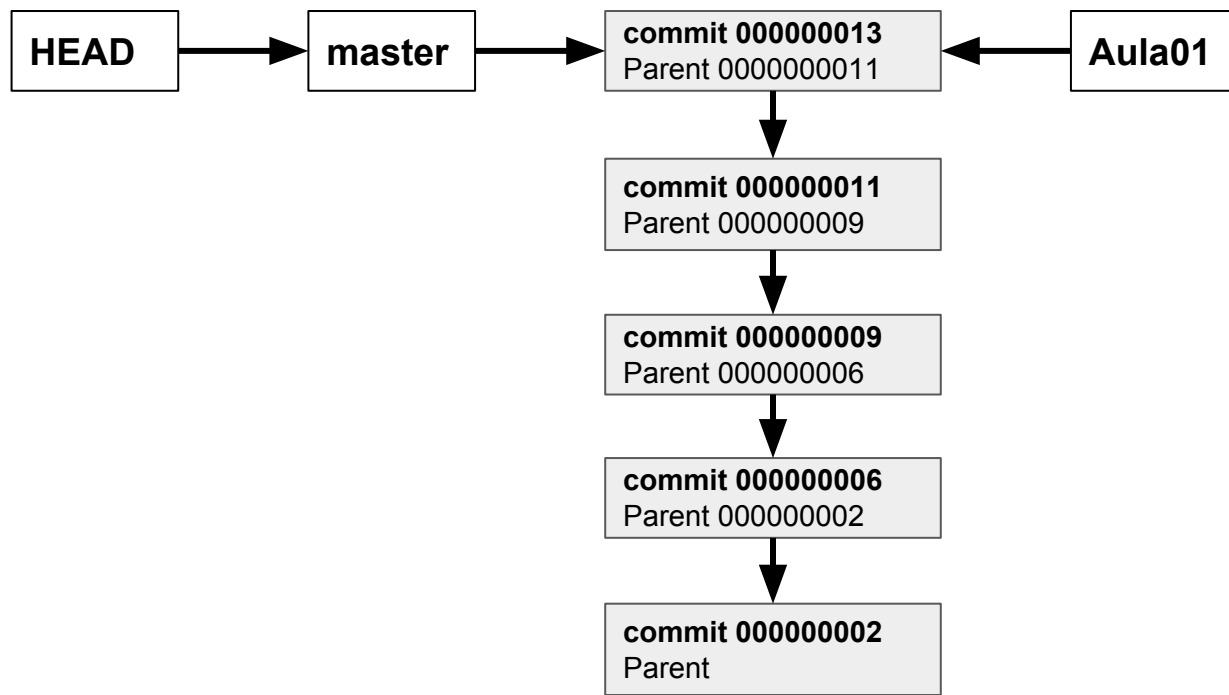 HEAD
master
commit 000000013
Parent 0000000011
Aula01
commit 000000011
Parent 000000009
commit 000000009
Parent 000000006
commit 000000006
Parent 000000002
commit 000000002
Parent